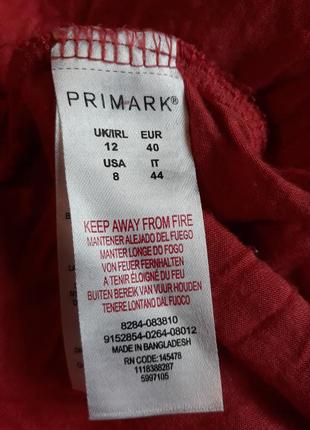 PRIMARK®
UK/IRL EUR
12 40
USA IT
8 44
KEEP AWAY FROM FIRE
MANTENER ALEJADO DEL FUEGO
MANTER LONGE DO FOGO
VON FEUER FERNHALTEN
A TENIR ÉLOIGNÉ DU FEU
BUITEN BEREIK VAN VUUR HOUDEN
TENERE LONTANO DAL FUOCO
8284-083810
9152854-0264-08012
MADE IN BANGLADESH
RN CODE: 145478
1118388287
5997105